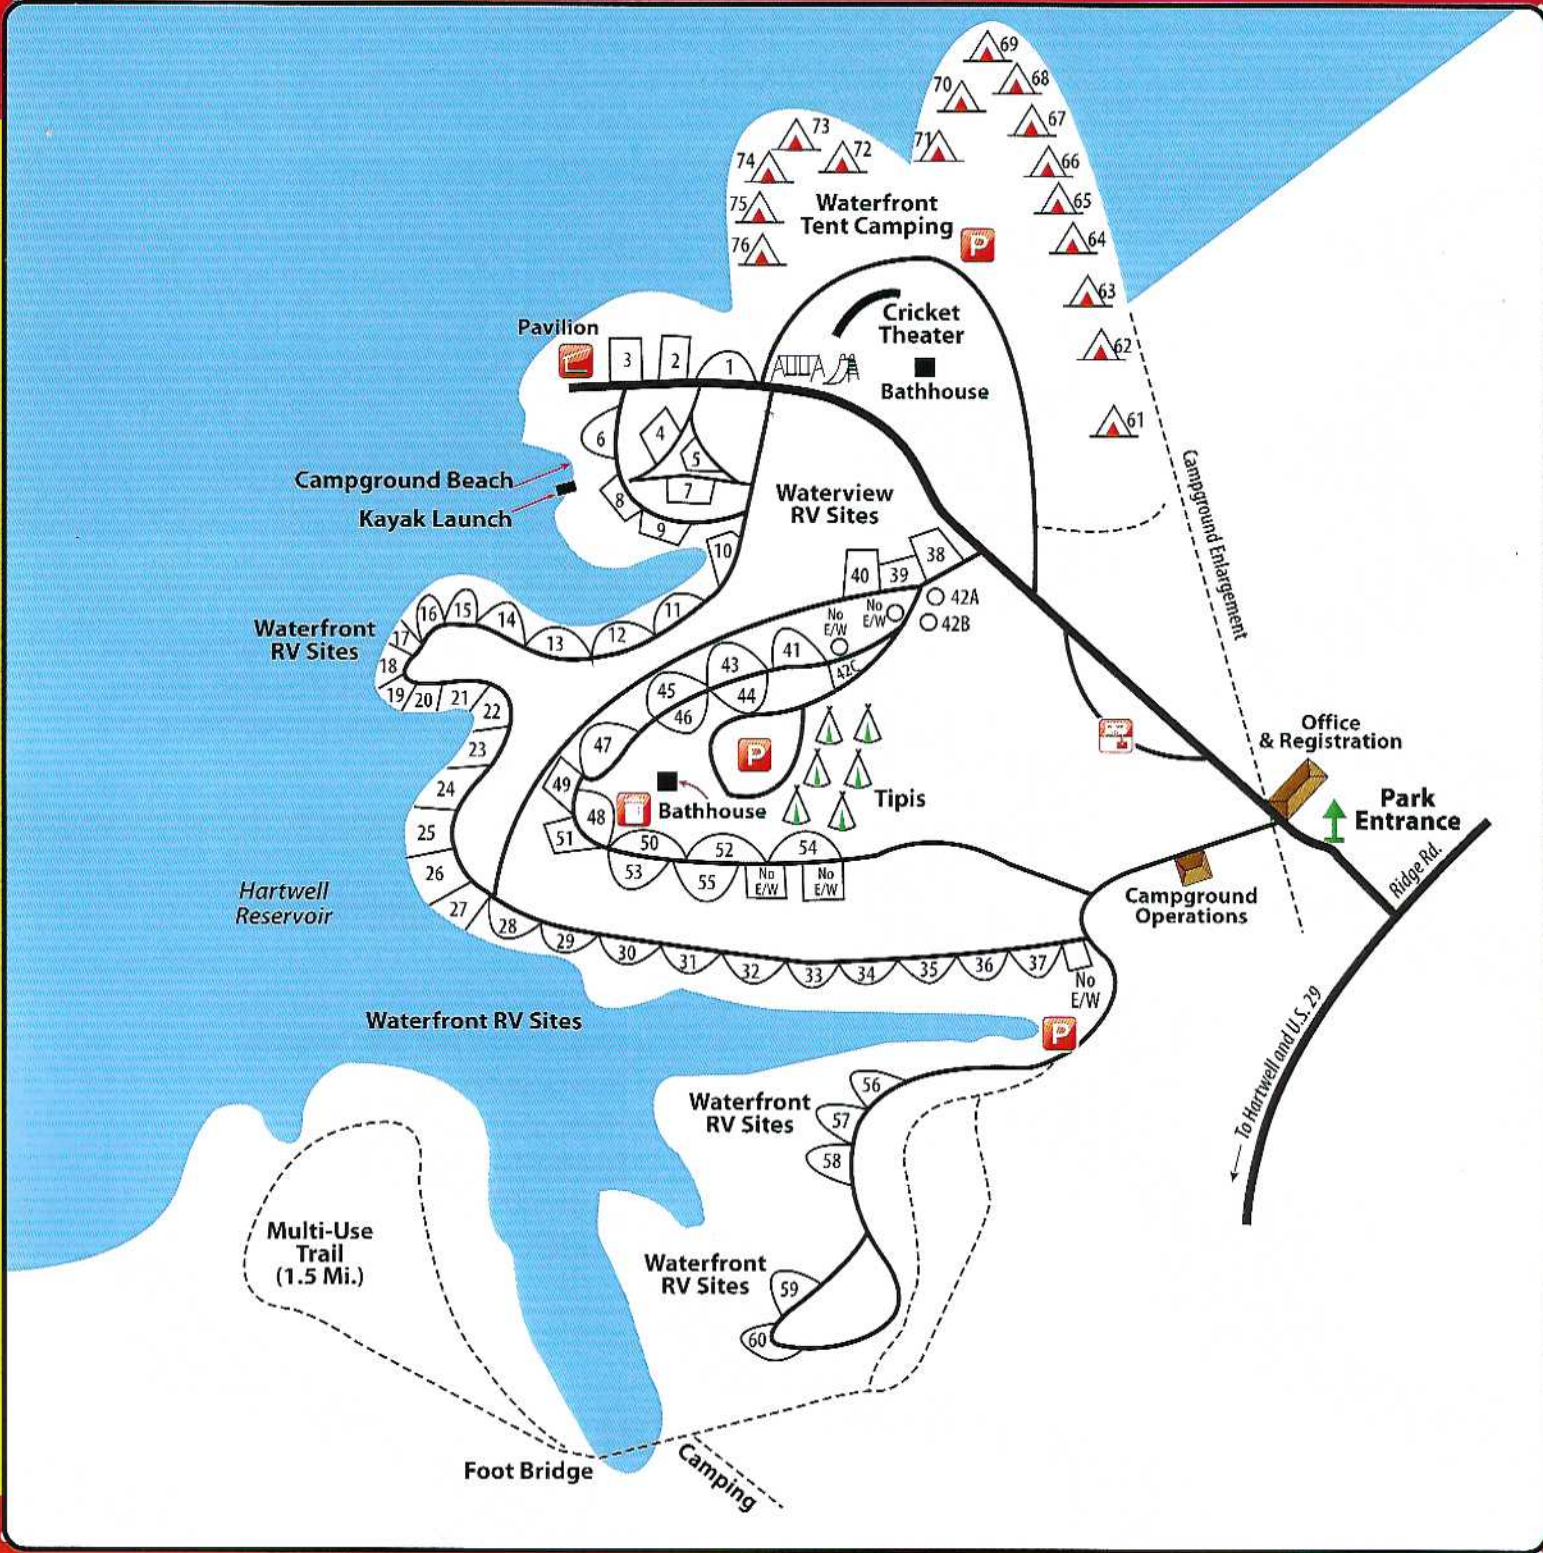 69
70
68
67
73
72
71
74
66
75
65
Waterfront
Tent Camping
P
76
64
63
Cricket
Theater
Pavilion
62
3
2
1
Bathhouse
61
6
4
5
Campground Beach
7
8
Kayak Launch
9
Waterview
RV Sites
Campground Enlargement
10
38
40
39
42A
No
E/W
No
E/W
42B
16
15
14
11
12
13
17
Waterfront
RV Sites
18
19
20
21
22
41
42C
43
44
45
46
47
P
23
24
25
26
27
49
48
51
Bathhouse
Tipis
Office
& Registration
Park
Entrance
50
52
54
53
55
No
E/W
No
E/W
Ridge Rd.
Campground
Operations
Hartwell
Reservoir
28
29
30
31
32
33
34
35
36
37
No
E/W
Waterfront RV Sites
P
To Hartwell and U.S. 29
56
Waterfront
RV Sites
57
58
Multi-Use
Trail
(1.5 Mi.)
Waterfront
RV Sites
59
60
Foot Bridge
Camping